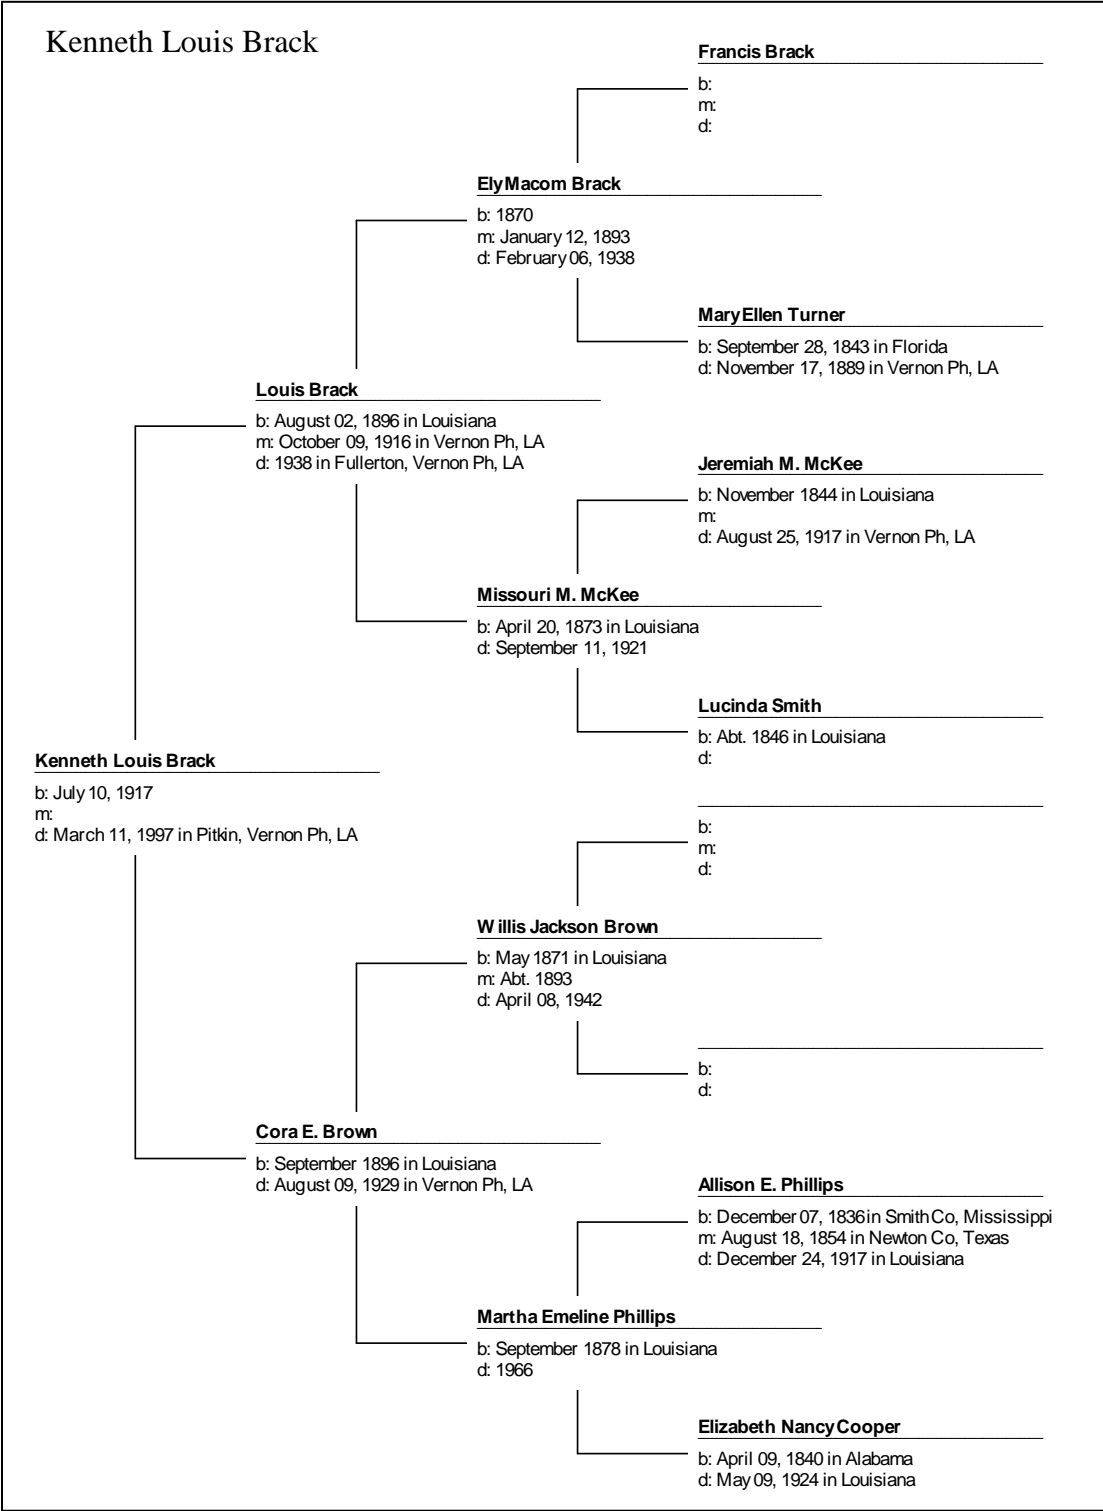 Kenneth Louis Brack
Francis Brack
b:
m:
d:
Ely Macom Brack
b: 1870
m: January 12, 1893
d: February 06, 1938
Mary Ellen Turner
b: September 28, 1843 in Florida
d: November 17, 1889 in Vernon Ph, LA
Louis Brack
b: August 02, 1896 in Louisiana
m: October 09, 1916 in Vernon Ph, LA
d: 1938 in Fullerton, Vernon Ph, LA
Jeremiah M. McKee
b: November 1844 in Louisiana
m:
d: August 25, 1917 in Vernon Ph, LA
Missouri M. McKee
b: April 20, 1873 in Louisiana
d: September 11, 1921
Lucinda Smith
b: Abt. 1846 in Louisiana
d:
Kenneth Louis Brack
b: July 10, 1917
m:
d: March 11, 1997 in Pitkin, Vernon Ph, LA
b:
m:
d:
Willis Jackson Brown
b: May 1871 in Louisiana
m: Abt. 1893
d: April 08, 1942
b:
d:
Cora E. Brown
b: September 1896 in Louisiana
d: August 09, 1929 in Vernon Ph, LA
Allison E. Phillips
b: December 07, 1836 in Smith Co, Mississippi
m: August 18, 1854 in Newton Co, Texas
d: December 24, 1917 in Louisiana
Martha Emeline Phillips
b: September 1878 in Louisiana
d: 1966
Elizabeth Nancy Cooper
b: April 09, 1840 in Alabama
d: May 09, 1924 in Louisiana